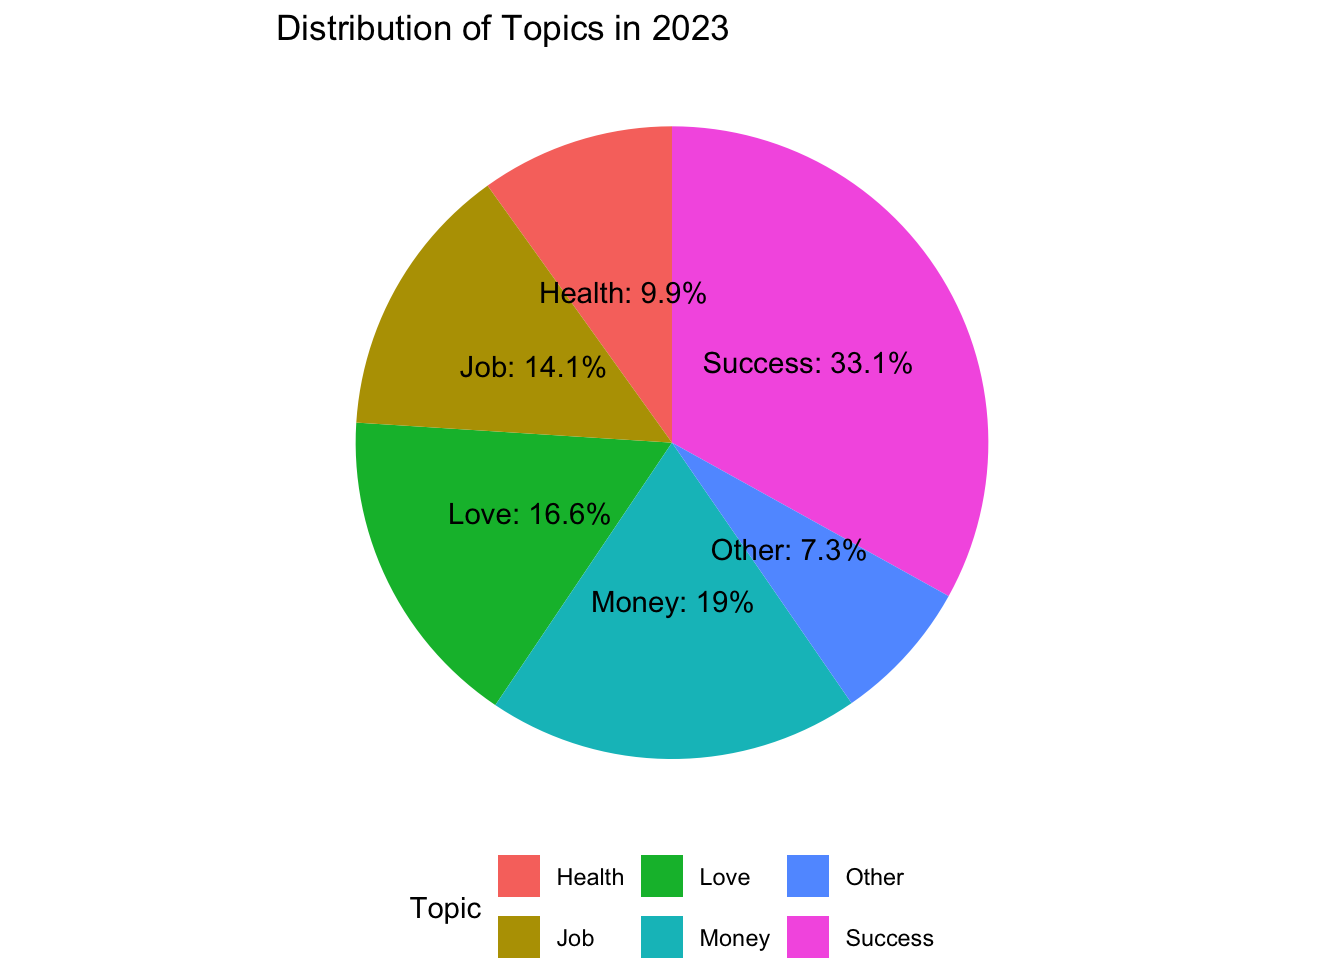 Distribution of Topics in 2023
Health: 9.9%
Success: 33.1%
Job: 14.1%
Love: 16.6%
Other: 7.3%
Money: 19%
Topic
Health
Love
Other
Job
Money
Success